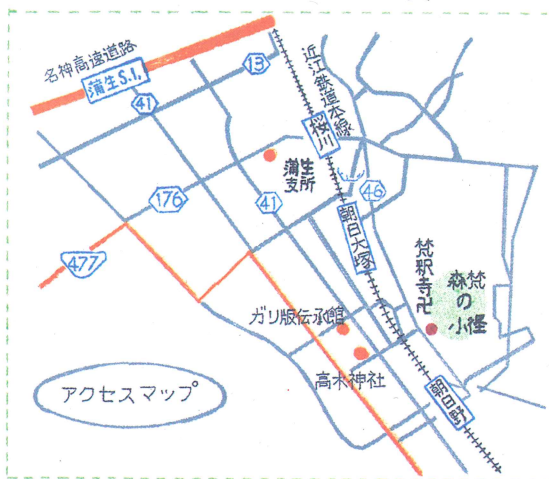 名神高速道路
蒲生S.I.
13
近江鉄道本線
41
桜川
蒲生
支所
176
41
46
朝日大塚
477
梵釈寺卍
梵
森の小径
ガリ版伝承館
高木神社
朝日野
アクセスマップ